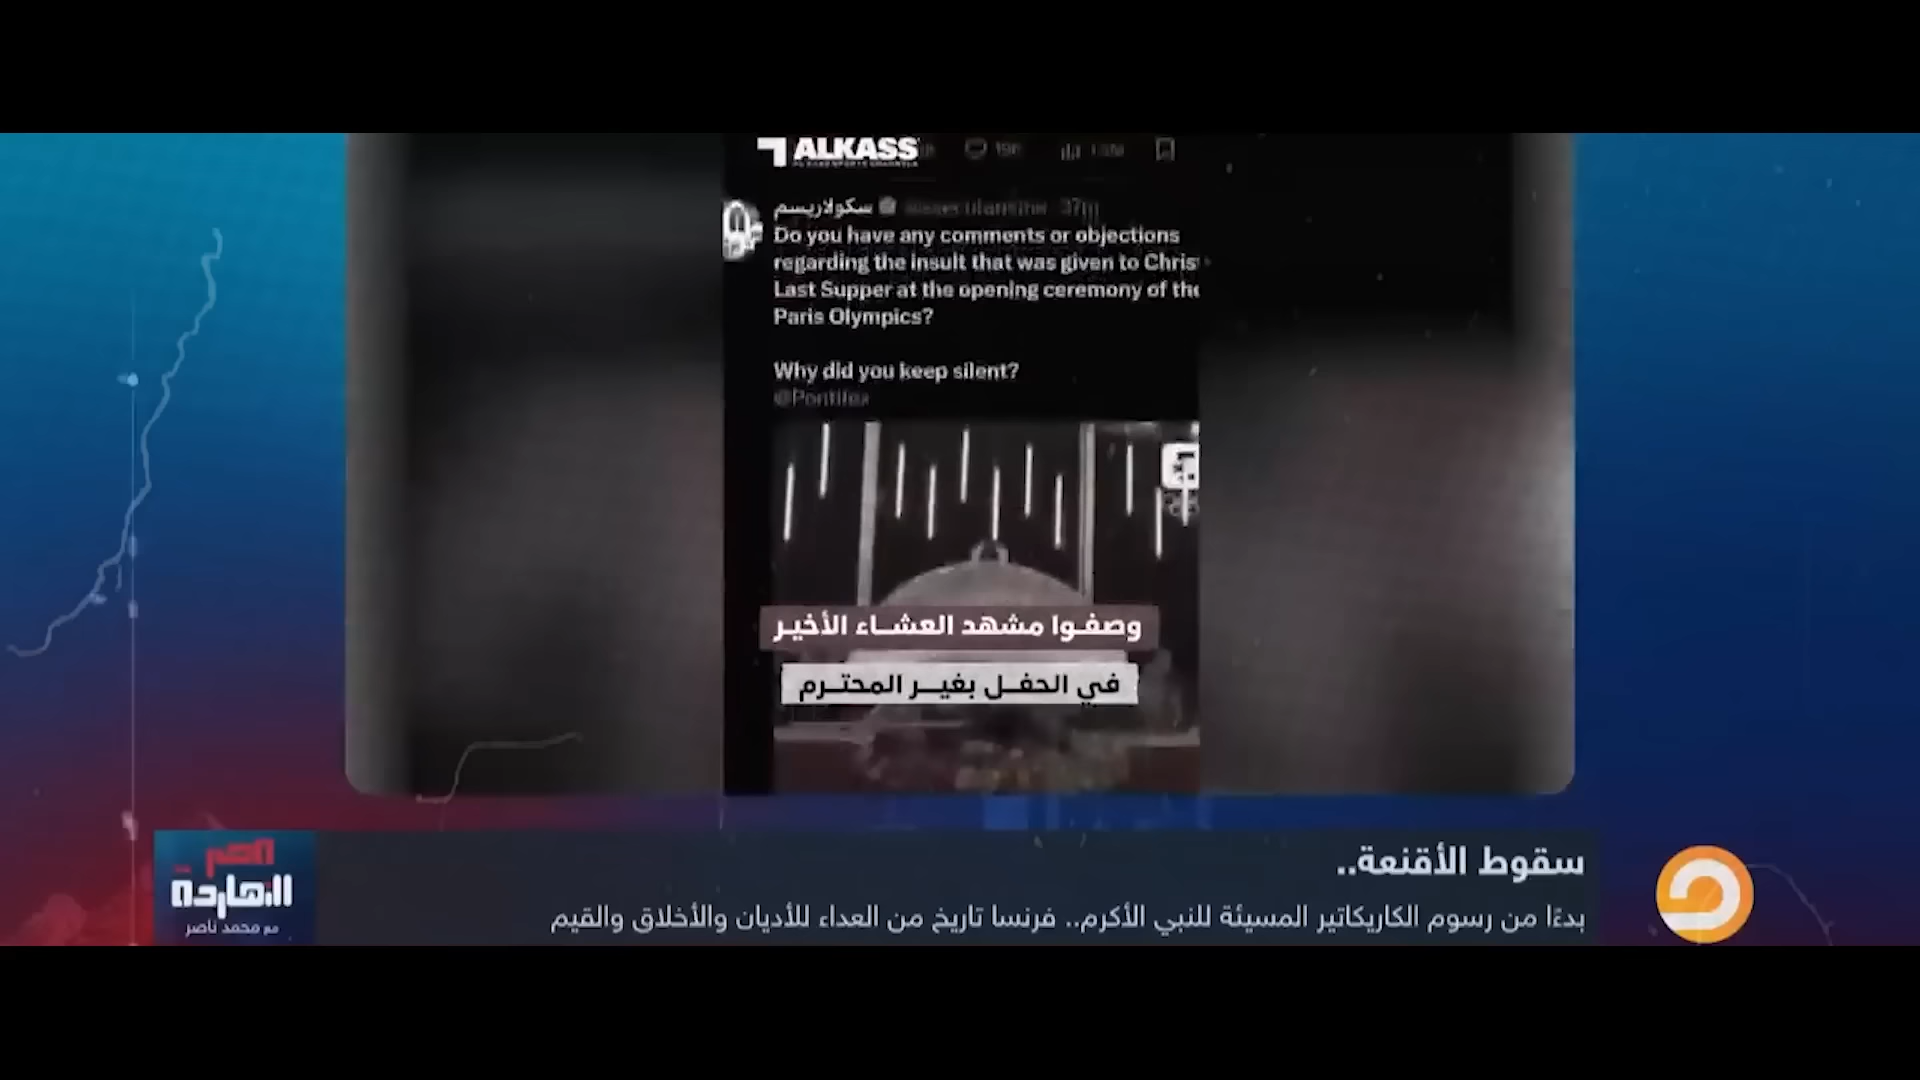 ALKASS
سكولاريسم
Do you have any comments or objections
regarding the insult that was given to Chris
Last Supper at the opening ceremony of the
Paris Olympics?
Why did you keep silent?
@Pontifex
وصفوا مشهد العشاء الأخير
في الحفل بغير المحترم
سقوط الأقنعة..
بدءًا من رسوم الكاريكاتير المسيئة للنبي الأكرم.. فرنسا تاريخ من العداء للأديان والأخلاق والقيم
مصر
النهاردة
مع محمد ناصر